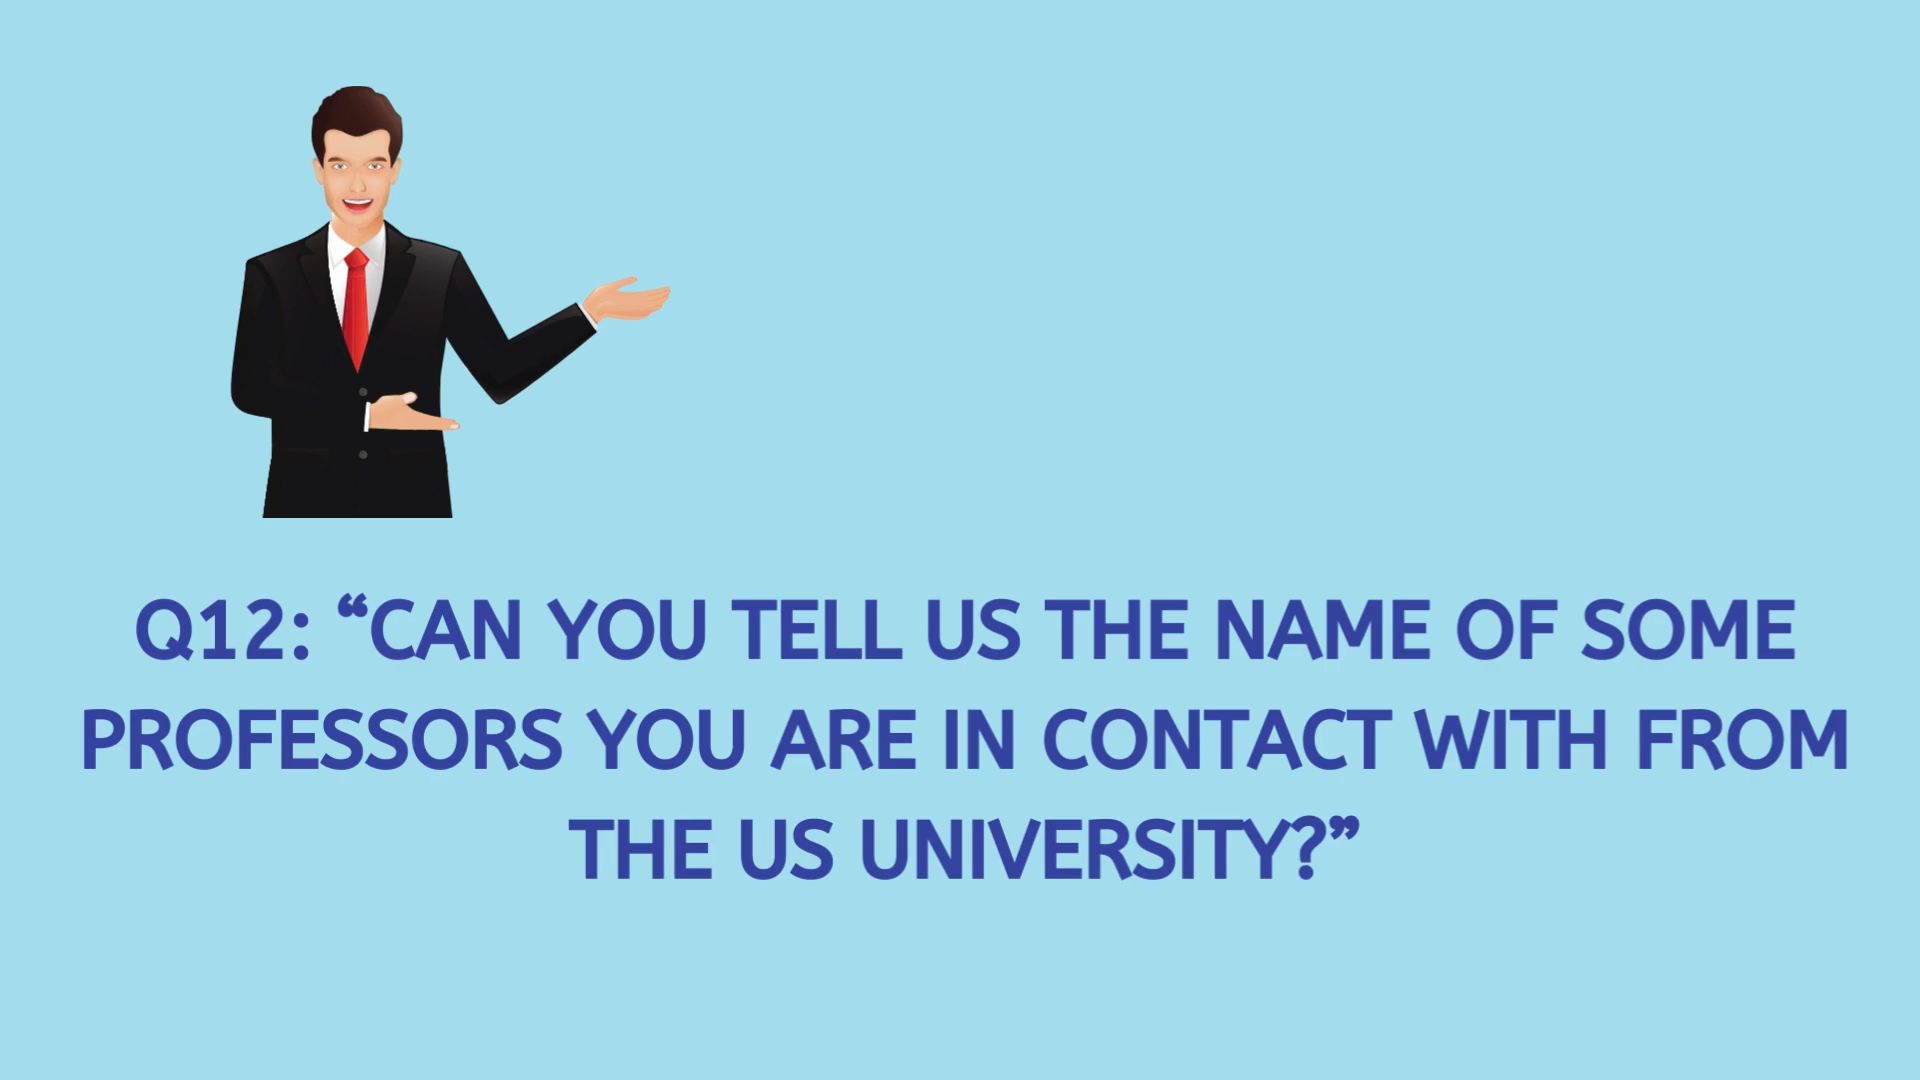 Q12: “CAN YOU TELL US THE NAME OF SOME
PROFESSORS YOU ARE IN CONTACT WITH FROM
THE US UNIVERSITY?”